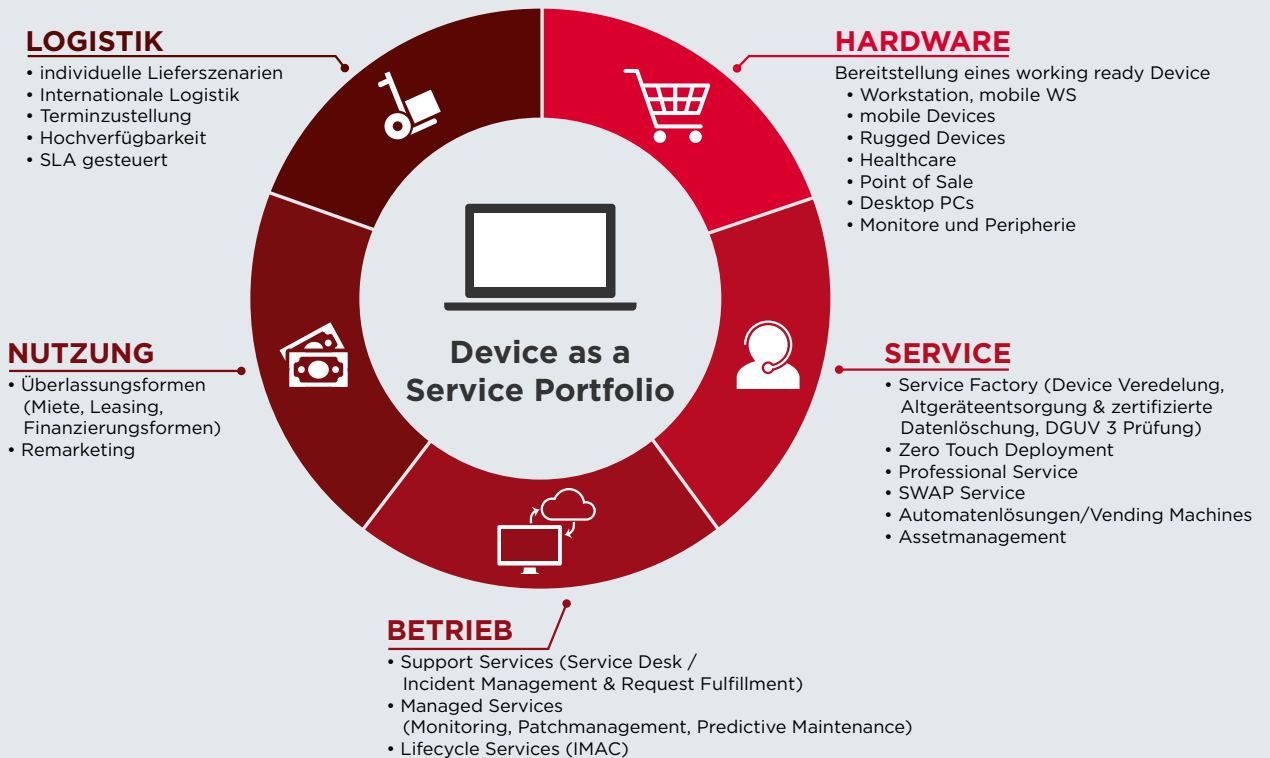 LOGISTIK
• individuelle Lieferszenarien
• Internationale Logistik
• Terminzustellung
• Hochverfügbarkeit
• SLA gesteuert
HARDWARE
Bereitstellung eines working ready Device
• Workstation, mobile WS
• mobile Devices
• Rugged Devices
• Healthcare
• Point of Sale
• Desktop PCs
• Monitore und Peripherie
Device as a
Service Portfolio
NUTZUNG
• Überlassungsformen
(Miete, Leasing,
Finanzierungsformen)
• Remarketing
SERVICE
• Service Factory (Device Veredelung,
Altgeräteentsorgung & zertifizierte
Datenlöschung, DGUV 3 Prüfung)
• Zero Touch Deployment
• Professional Service
• SWAP Service
• Automatenlösungen/Vending Machines
• Assetmanagement
BETRIEB
• Support Services (Service Desk /
Incident Management & Request Fulfillment)
• Managed Services
(Monitoring, Patchmanagement, Predictive Maintenance)
• Lifecycle Services (IMAC)